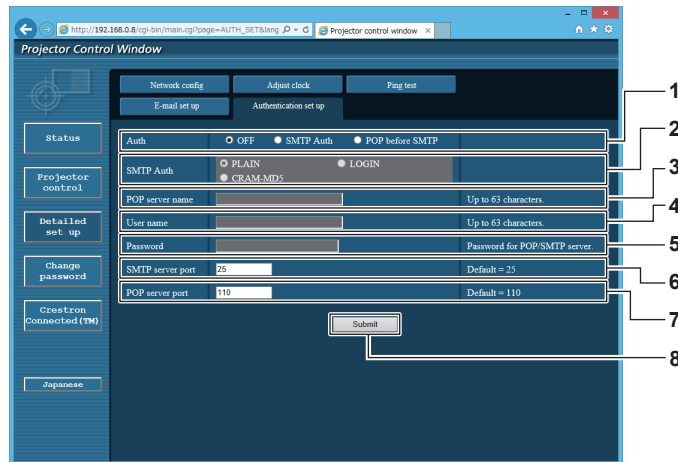 http://192.168.0.8/cgi-bin/main.cgi?page=AUTH_SET&lang
Projector control window
Projector Control Window
Network config Adjust clock Ping test
E-mail set up Authentication set up
Status
Projector
control
Detailed
set up
Change
password
Crestron
Connected(TM)
Japanese
Auth OFF SMTP Auth POP before SMTP
SMTP Auth PLAIN LOGIN
CRAM-MD5
POP server name Up to 63 characters.
User name Up to 63 characters.
Password Password for POP/SMTP server.
SMTP server port 25 Default = 25
POP server port 110 Default = 110
Submit
1
2
3
4
5
6
7
8